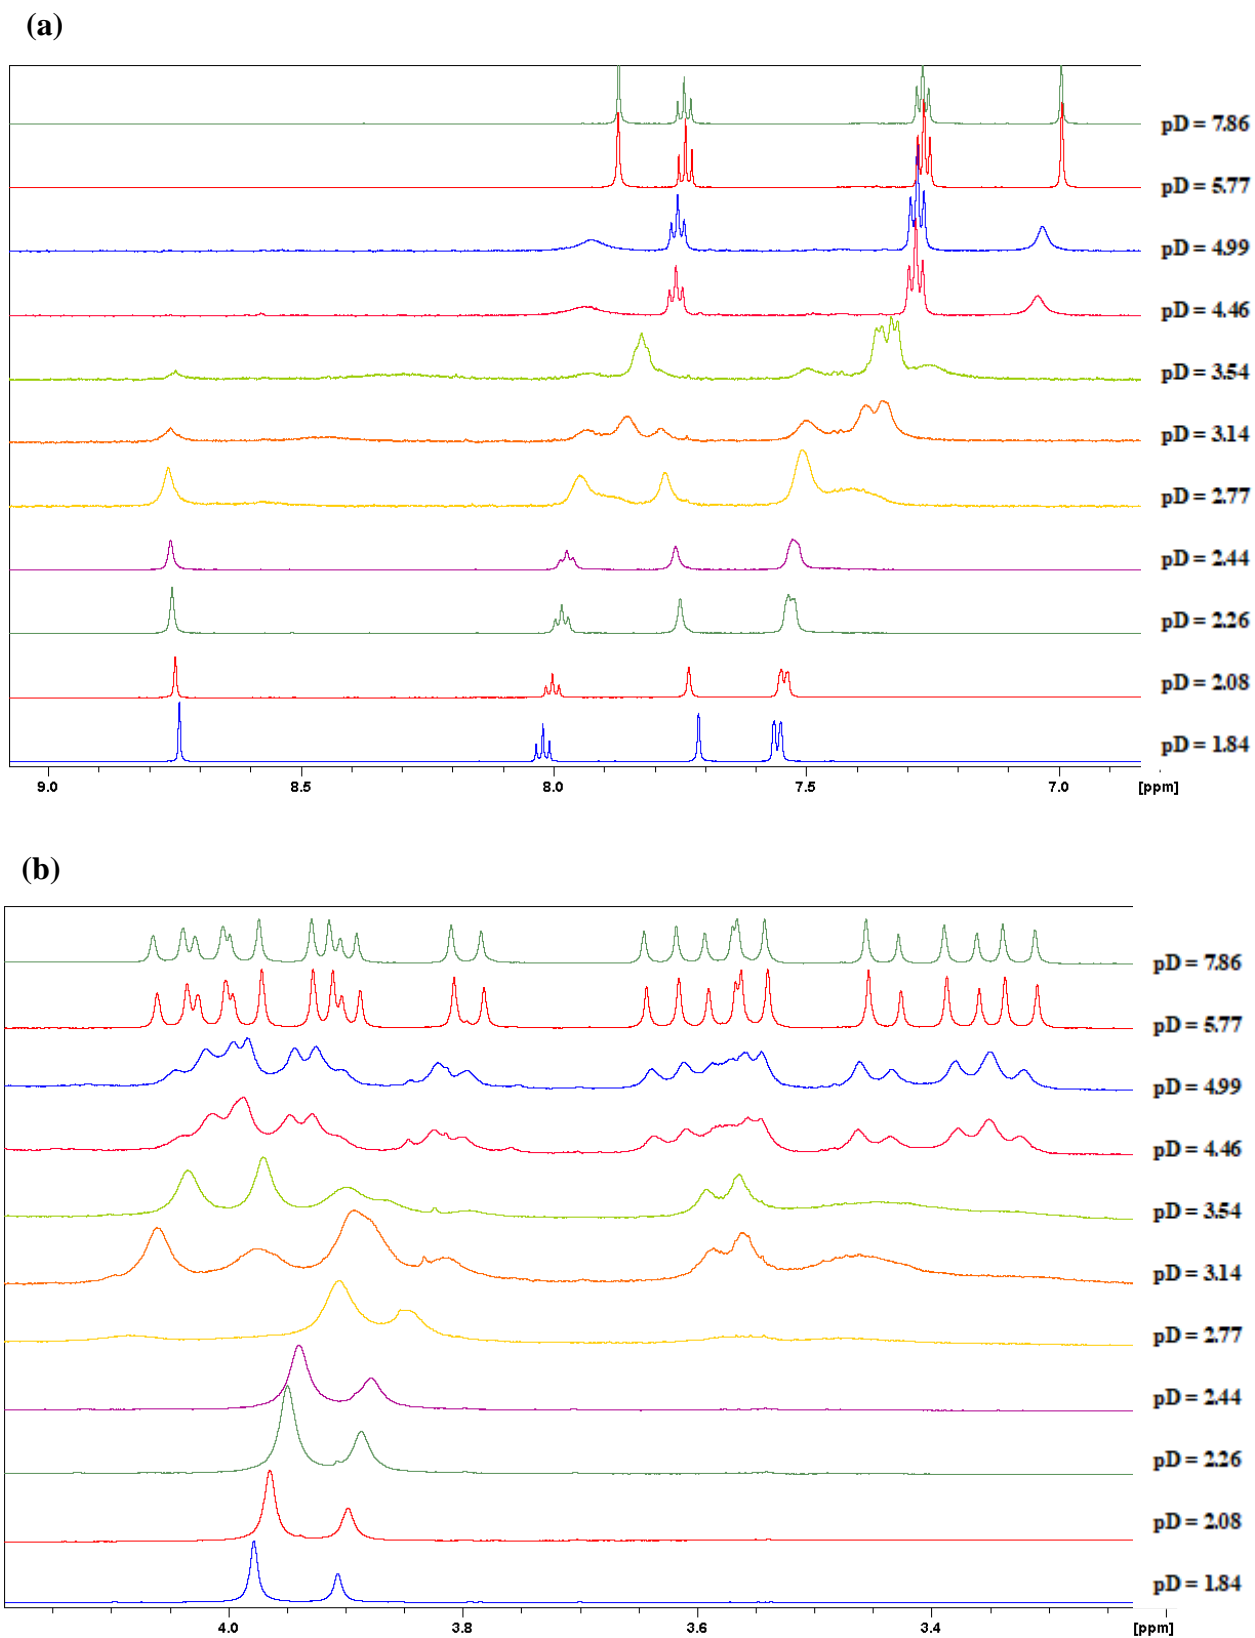 (a)
pD = 7.86
pD = 5.77
pD = 4.99
pD = 4.46
pD = 3.54
pD = 3.14
pD = 2.77
pD = 2.44
pD = 2.26
pD = 2.08
pD = 1.84
9.0 8.5 8.0 7.5 7.0 [ppm]
(b)
pD = 7.86
pD = 5.77
pD = 4.99
pD = 4.46
pD = 3.54
pD = 3.14
pD = 2.77
pD = 2.44
pD = 2.26
pD = 2.08
pD = 1.84
4.0 3.8 3.6 3.4 [ppm]